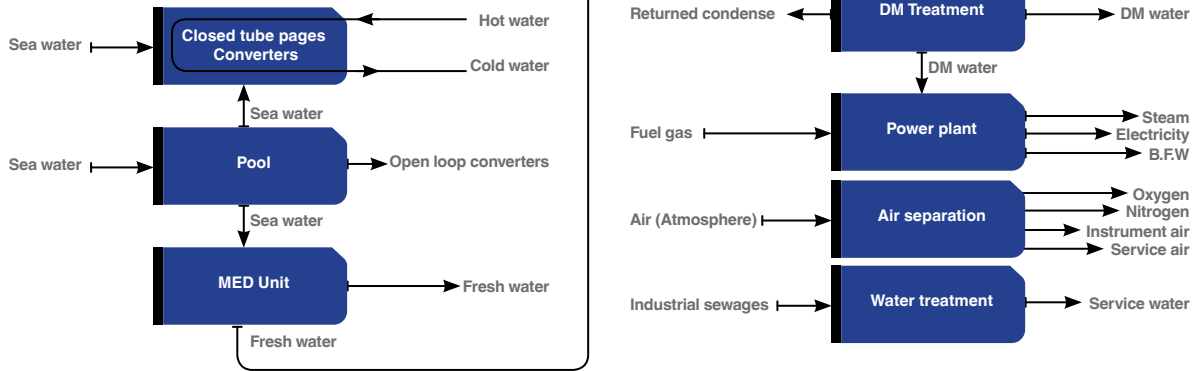 Sea water
Closed tube pages
Converters
Hot water
Cold water
Sea water
Sea water
Pool
Open loop converters
Sea water
MED Unit
Fresh water
Fresh water
Returned condense
DM Treatment
DM water
DM water
Fuel gas
Power plant
Steam
Electricity
B.F.W
Air (Atmosphere)
Air separation
Oxygen
Nitrogen
Instrument air
Service air
Industrial sewages
Water treatment
Service water